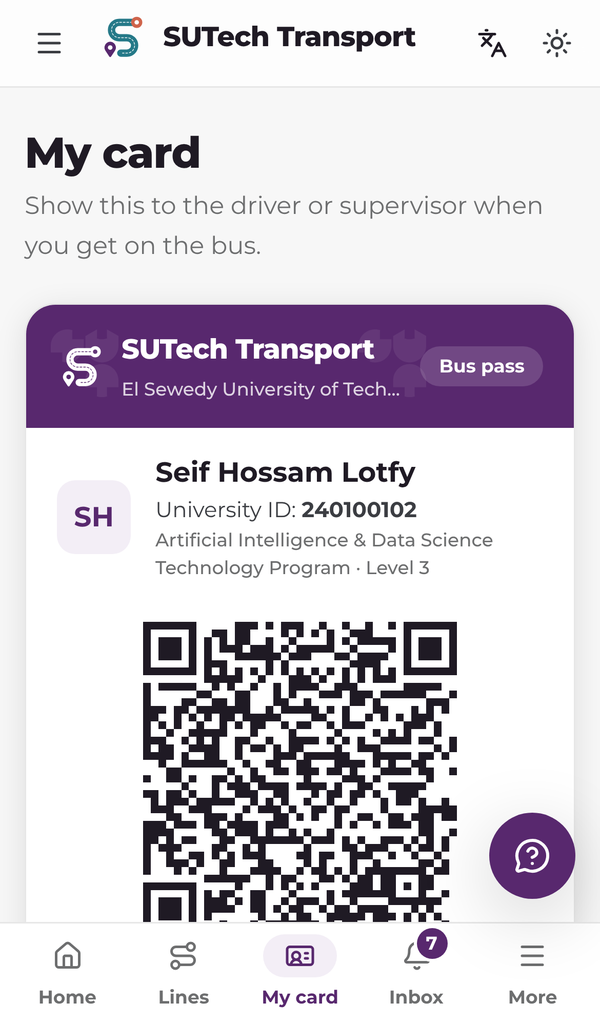 SUTech Transport
My card
Show this to the driver or supervisor when
you get on the bus.
SUTech Transport
El Sewedy University of Tech...
Bus pass
SH
Seif Hossam Lotfy
University ID: 240100102
Artificial Intelligence & Data Science
Technology Program · Level 3
7
Home
Lines
My card
Inbox
More